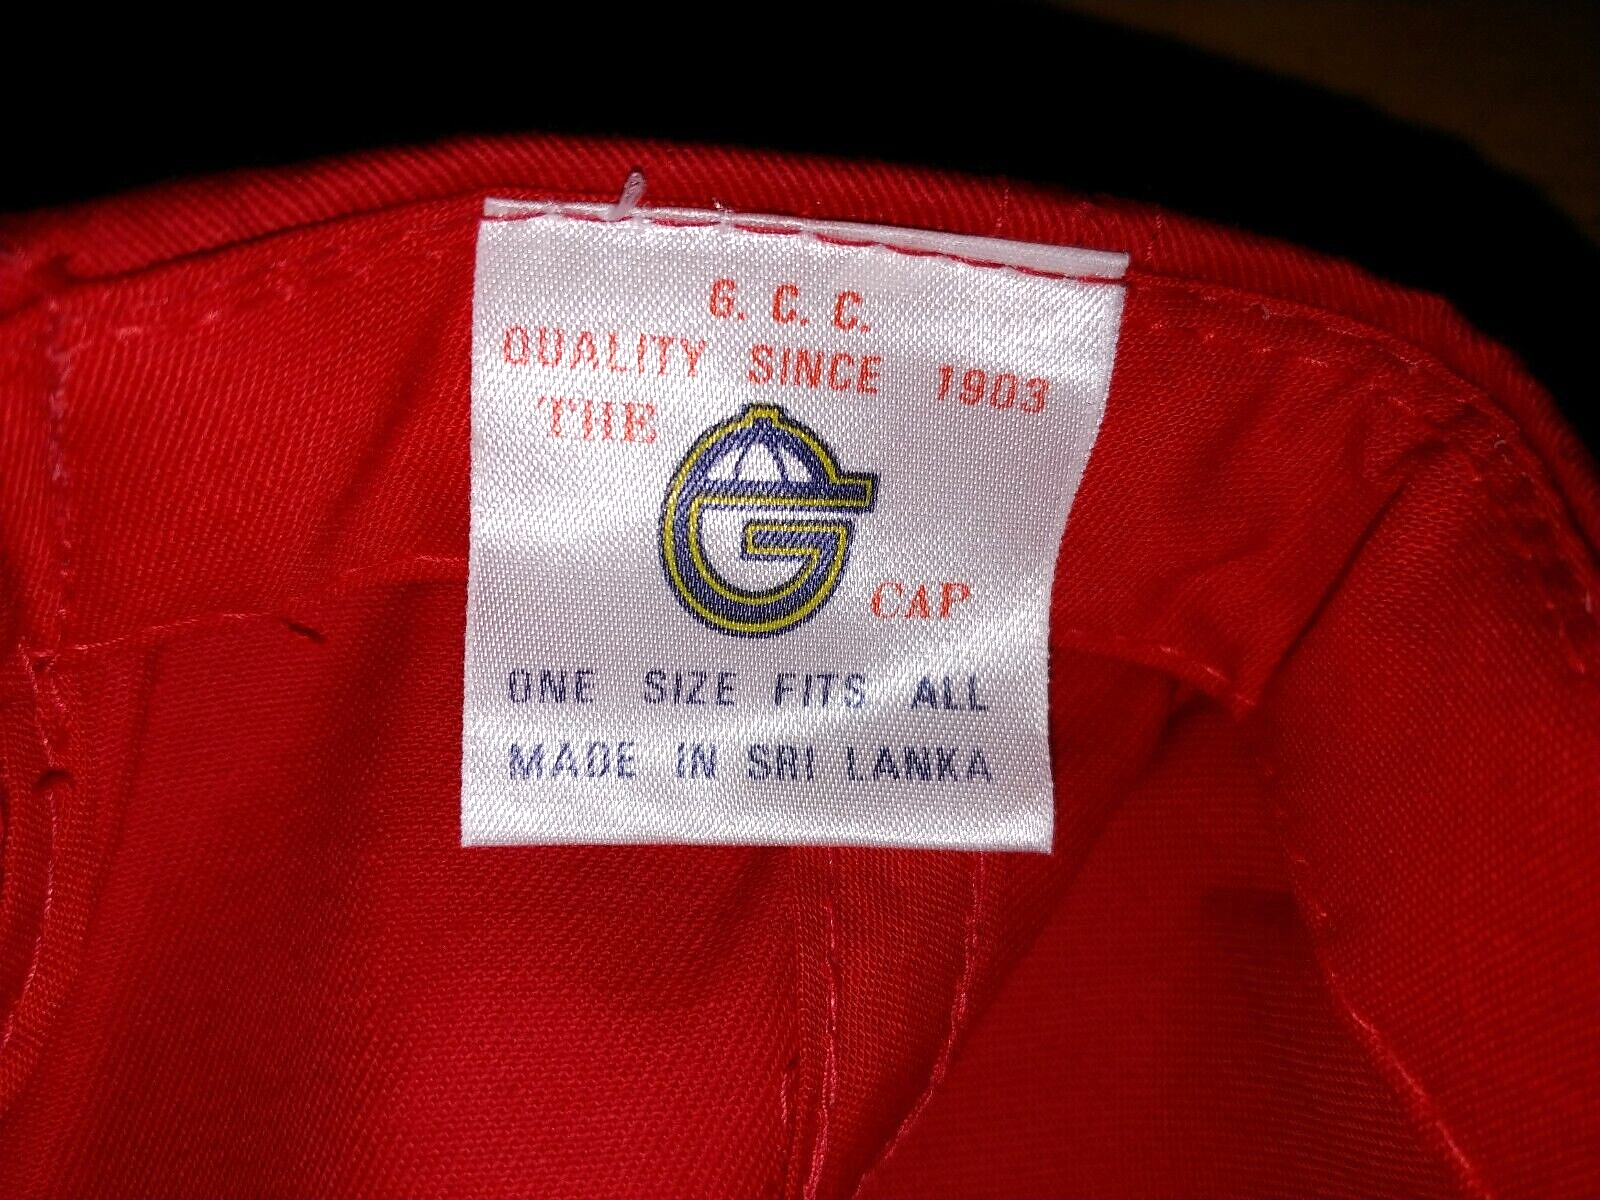 G. C. C.
QUALITY SINCE 1903
THE G CAP
ONE SIZE FITS ALL
MADE IN SRI LANKA